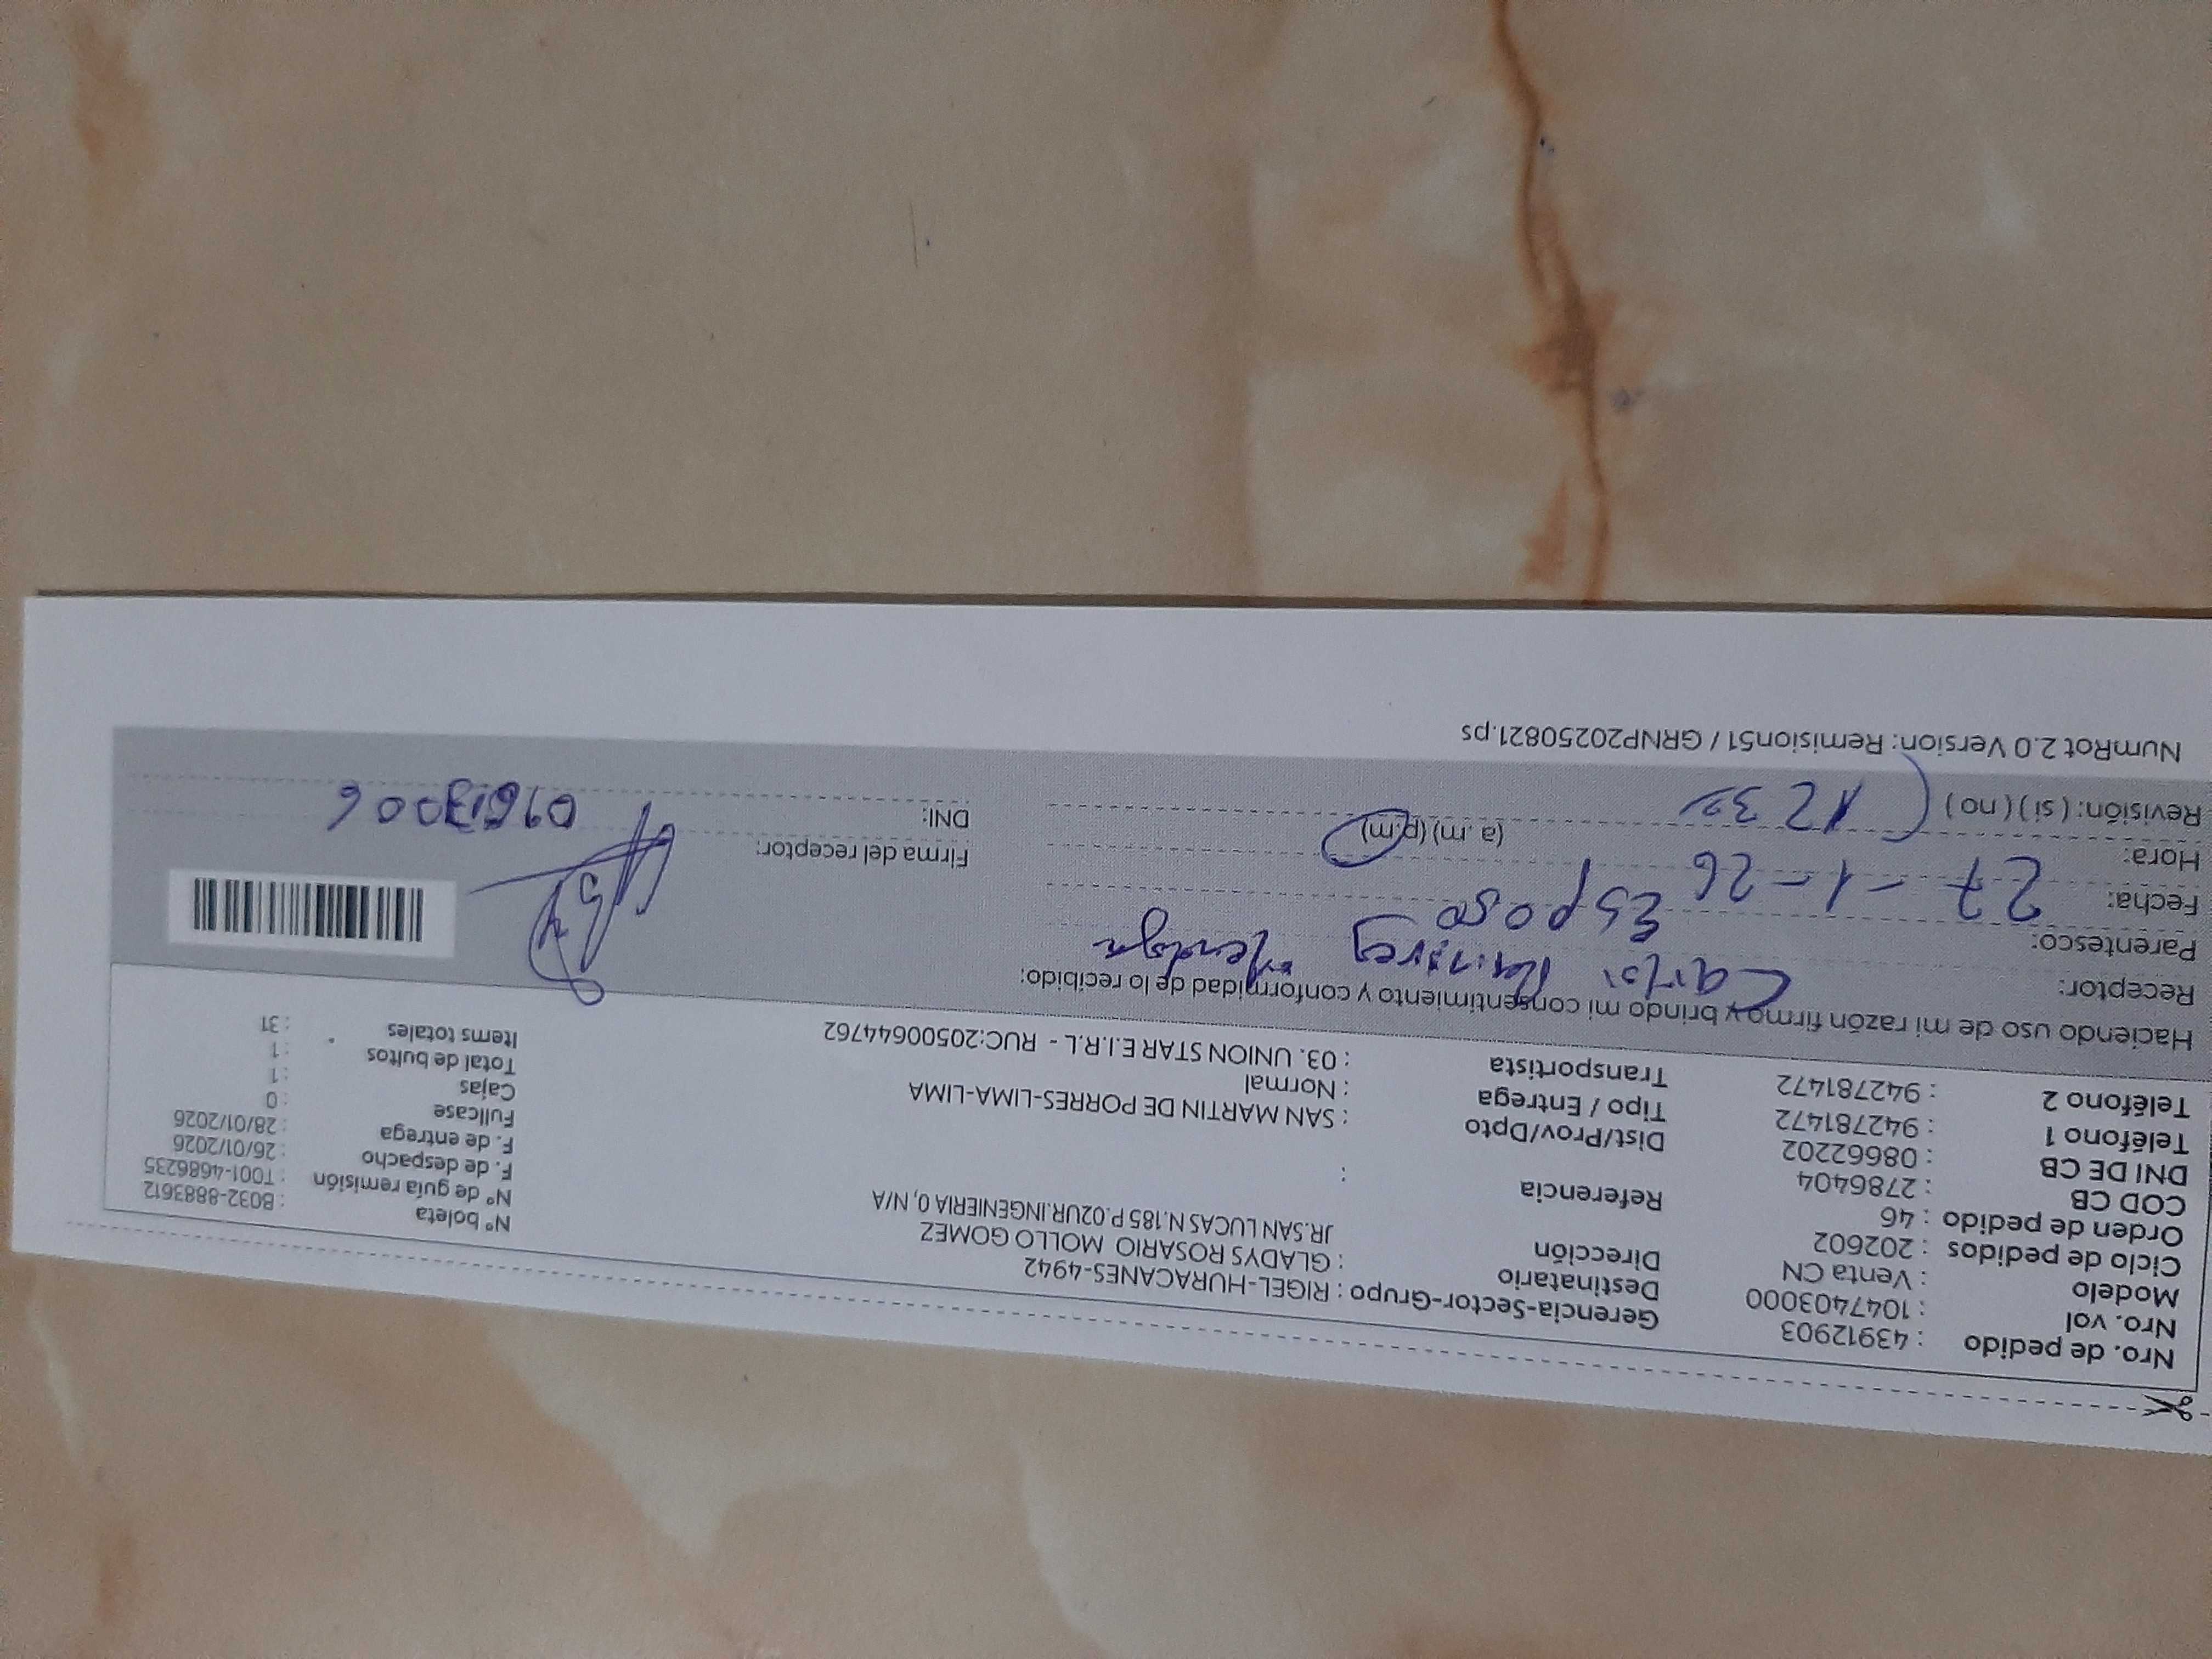 Nro. de pedido : 43912903
Nro. vol : 1047403000
Modelo : Venta CN
Ciclo de pedidos : 202602
Orden de pedido : 46
COD CB : 2786404
DNI DE CB : 08662202
Teléfono 1 : 942781472
Teléfono 2 : 942781472
Gerencia-Sector-Grupo : RIGEL-HURACANES-4942
Destinatario : GLADYS ROSARIO MOLLO GOMEZ
Dirección JR.SAN LUCAS N.185 P.02UR.INGENIERIA 0, N/A
Referencia :
Dist/Prov/Dpto : SAN MARTIN DE PORRES-LIMA-LIMA
Tipo / Entrega : Normal
Transportista : 03. UNION STAR E.I.R.L - RUC:20500644762
N° boleta : B032-8883612
N° de guía remisión : T001-4686235
F. de despacho : 26/01/2026
F. de entrega : 28/01/2026
Fullcase : 0
Cajas : 1
Total de bultos : 1
Items totales : 31
Haciendo uso de mi razón firmo y brindo mi consentimiento y conformidad de lo recibido:
Receptor: Carlos
Parentesco: Esposo
Fecha: 27-1-26
Hora: (a. m) (p.m)
Revisión: ( si ) ( no ) 12 30
Firma del receptor:
DNI:
NumRot 2.0 Version: Remision51 / GRNP20250821.ps